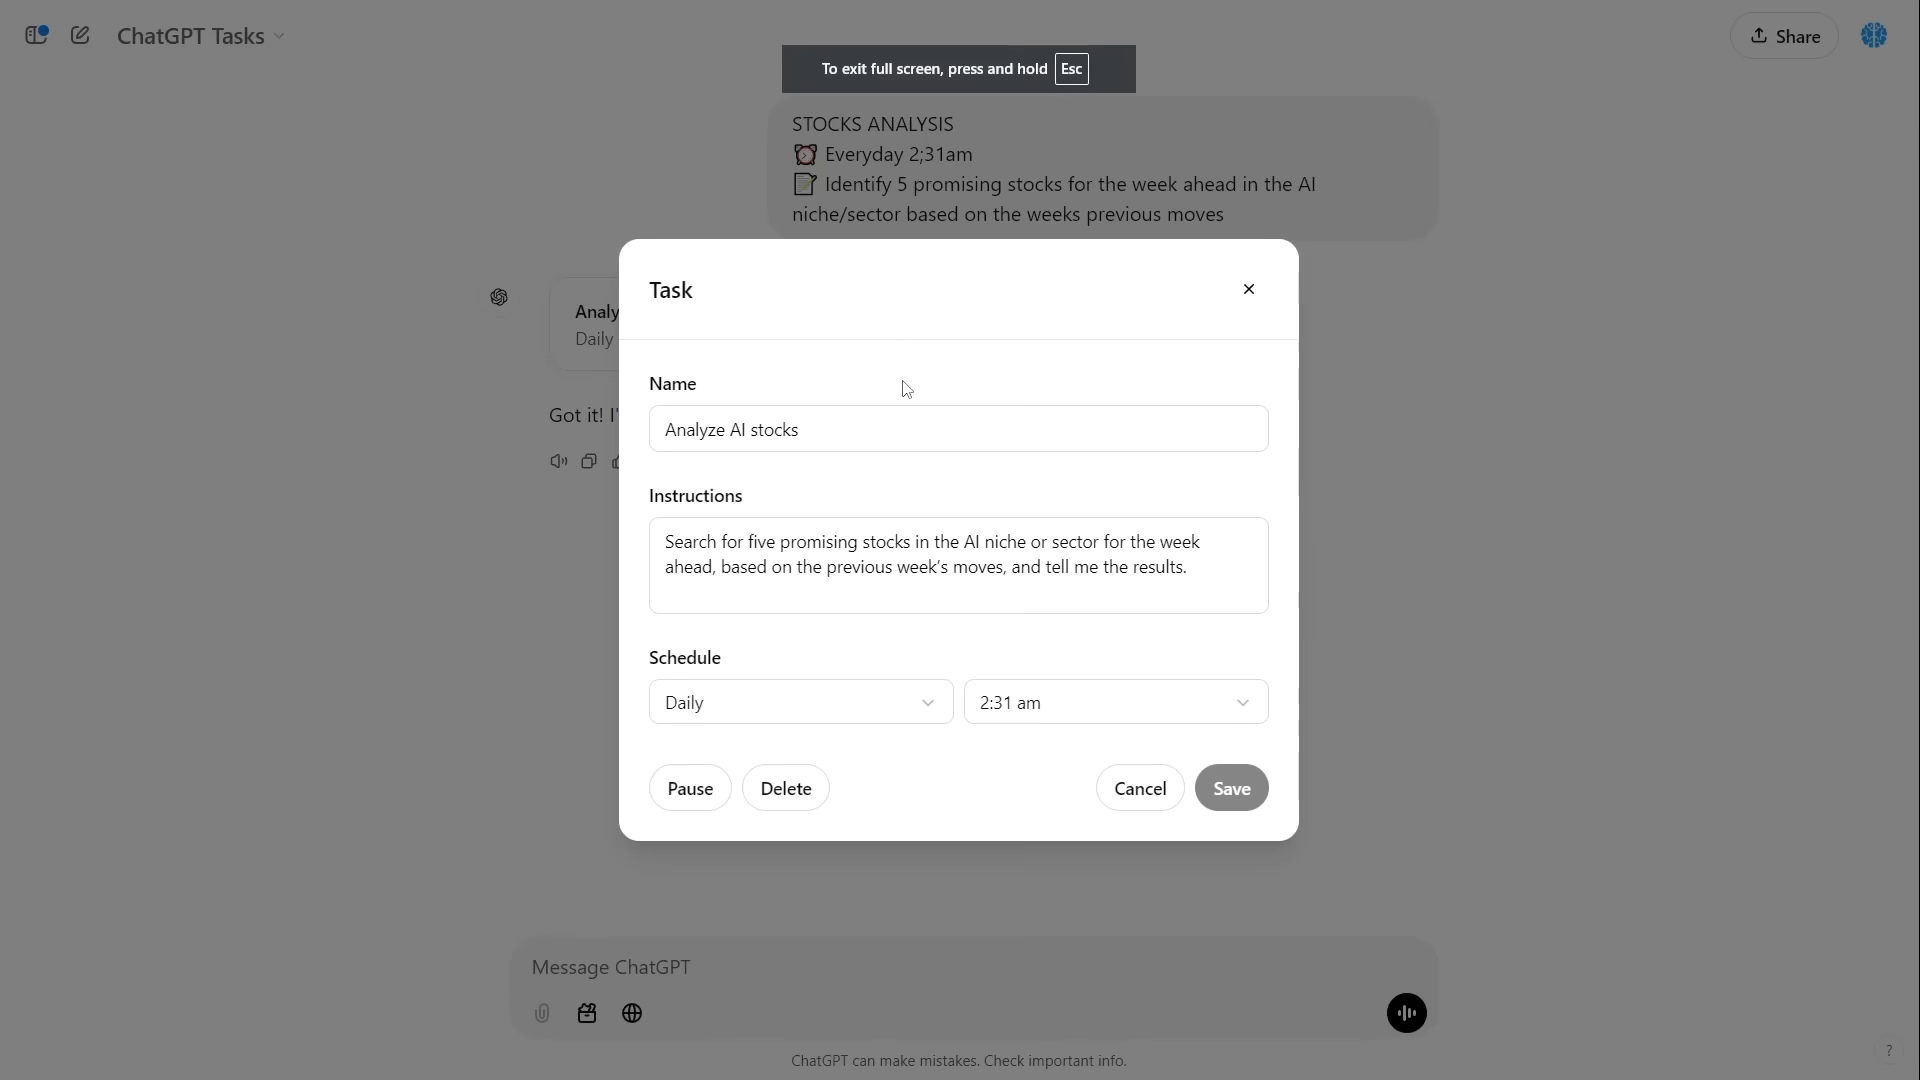 ChatGPT Tasks
Share
To exit full screen, press and hold Esc
STOCKS ANALYSIS
⏰ Everyday 2;31am
📝 Identify 5 promising stocks for the week ahead in the AI
niche/sector based on the weeks previous moves
Analy
Daily
Got it! I'
Task
Name
Analyze AI stocks
Instructions
Search for five promising stocks in the AI niche or sector for the week
ahead, based on the previous week's moves, and tell me the results.
Schedule
Daily
2:31 am
Pause
Delete
Cancel
Save
Message ChatGPT
ChatGPT can make mistakes. Check important info.
?